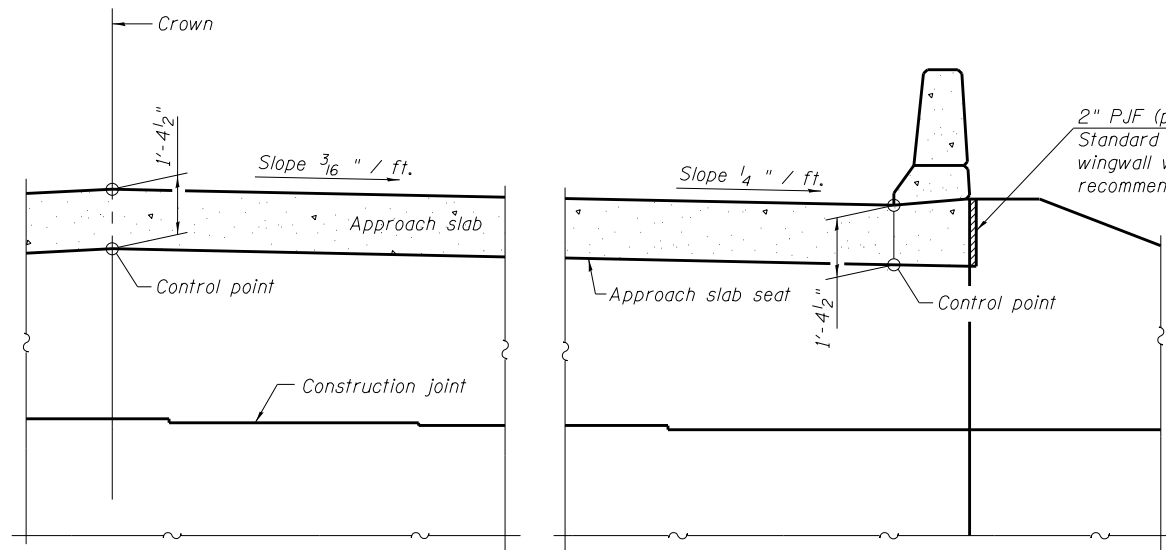 Crown
1'-4½"
Slope 3/16 " / ft.
Approach slab
Control point
Construction joint
Slope 1/4 " / ft.
2" PJF
Standard
wingwall
Approach slab seat
1'-4½"
Control point